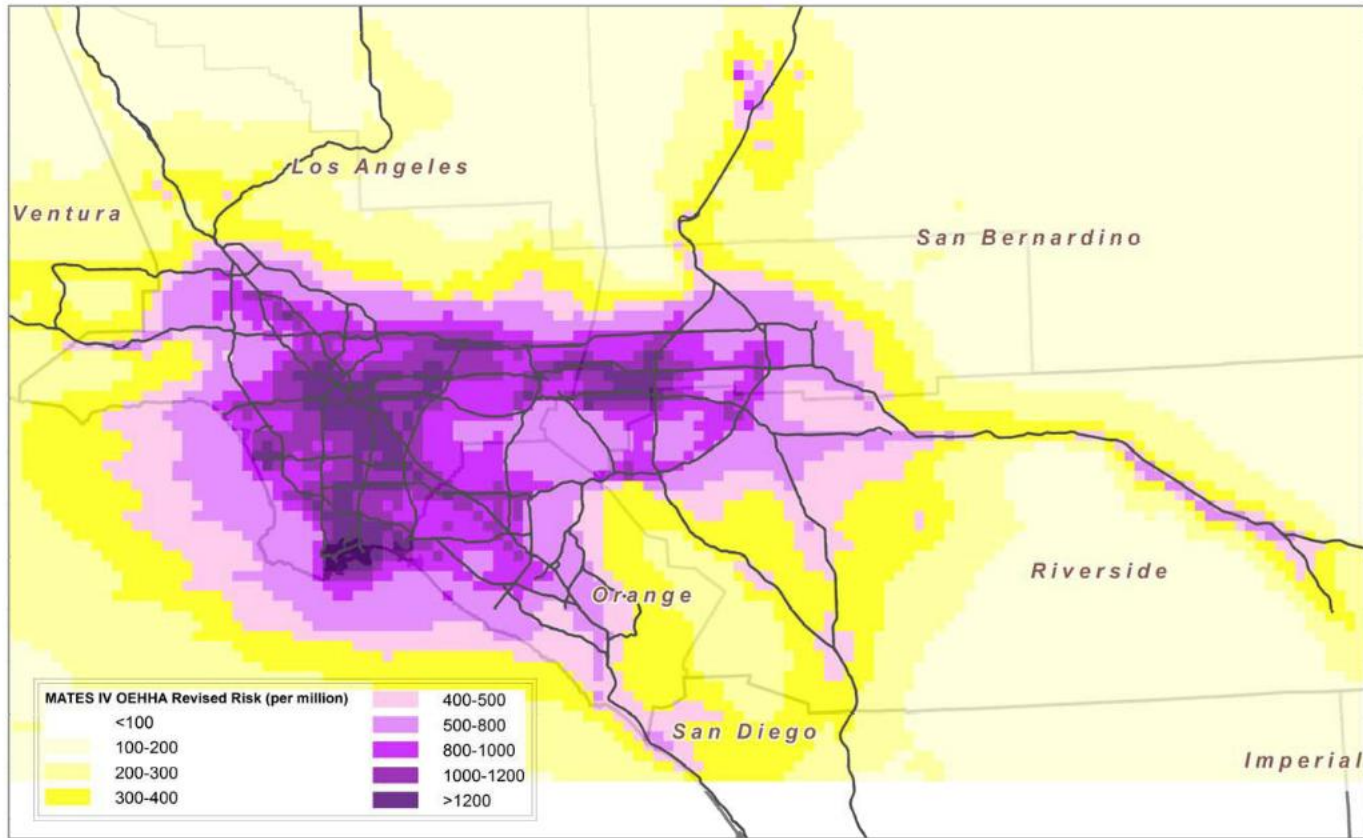 Los Angeles
Ventura
San Bernardino
Riverside
Orange
San Diego
Imperial
MATES IV OEHHA Revised Risk (per million)
<100
100-200
200-300
300-400
400-500
500-800
800-1000
1000-1200
>1200